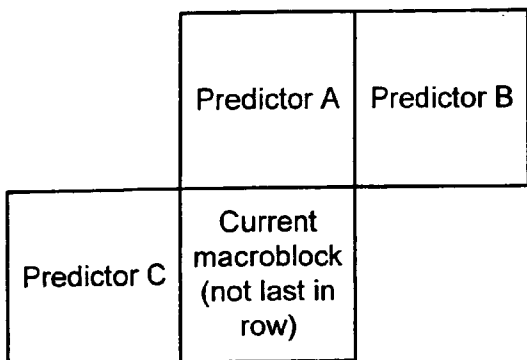 Predictor A
Predictor B
Predictor C
Current
macroblock
(not last in
row)